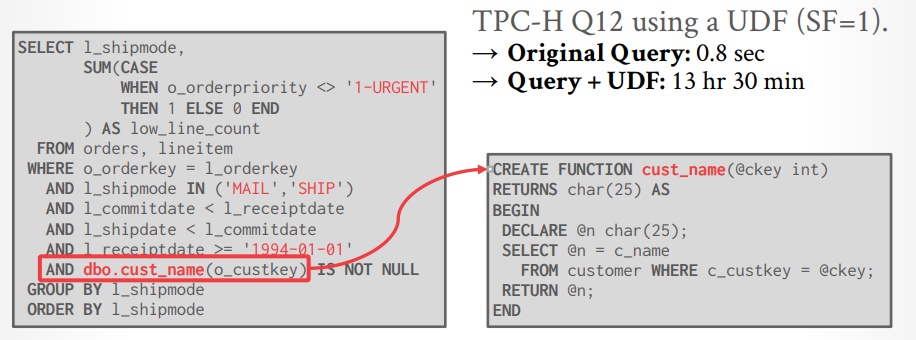 TPC-H Q12 using a UDF (SF=1).
→ Original Query: 0.8 sec
→ Query + UDF: 13 hr 30 min
SELECT l_shipmode,
SUM(CASE
WHEN o_orderpriority <> '1-URGENT'
THEN 1 ELSE 0 END
) AS low_line_count
FROM orders, lineitem
WHERE o_orderkey = l_orderkey
AND l_shipmode IN ('MAIL','SHIP')
AND l_commitdate < l_receiptdate
AND l_shipdate < l_commitdate
AND l_receiptdate >= '1994-01-01'
AND dbo.cust_name(o_custkey) IS NOT NULL
GROUP BY l_shipmode
ORDER BY l_shipmode
CREATE FUNCTION cust_name(@ckey int)
RETURNS char(25) AS
BEGIN
DECLARE @n char(25);
SELECT @n = c_name
FROM customer WHERE c_custkey = @ckey;
RETURN @n;
END